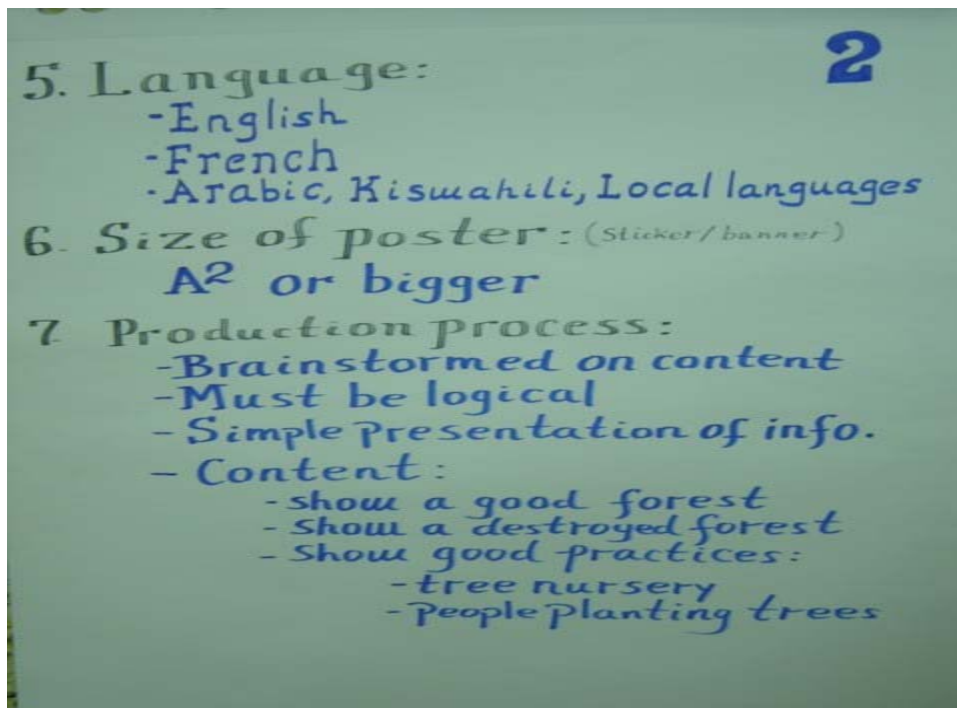 2
5. Language:
-English
-French
-Arabic, Kiswahili, Local languages
6. Size of poster: (Sticker/banner)
A2 or bigger
7 Production process:
-Brainstormed on content
-Must be logical
- Simple presentation of info.
- Content:
- Show a good forest
- Show a destroyed forest
- Show good practices:
- tree nursery
- People planting trees